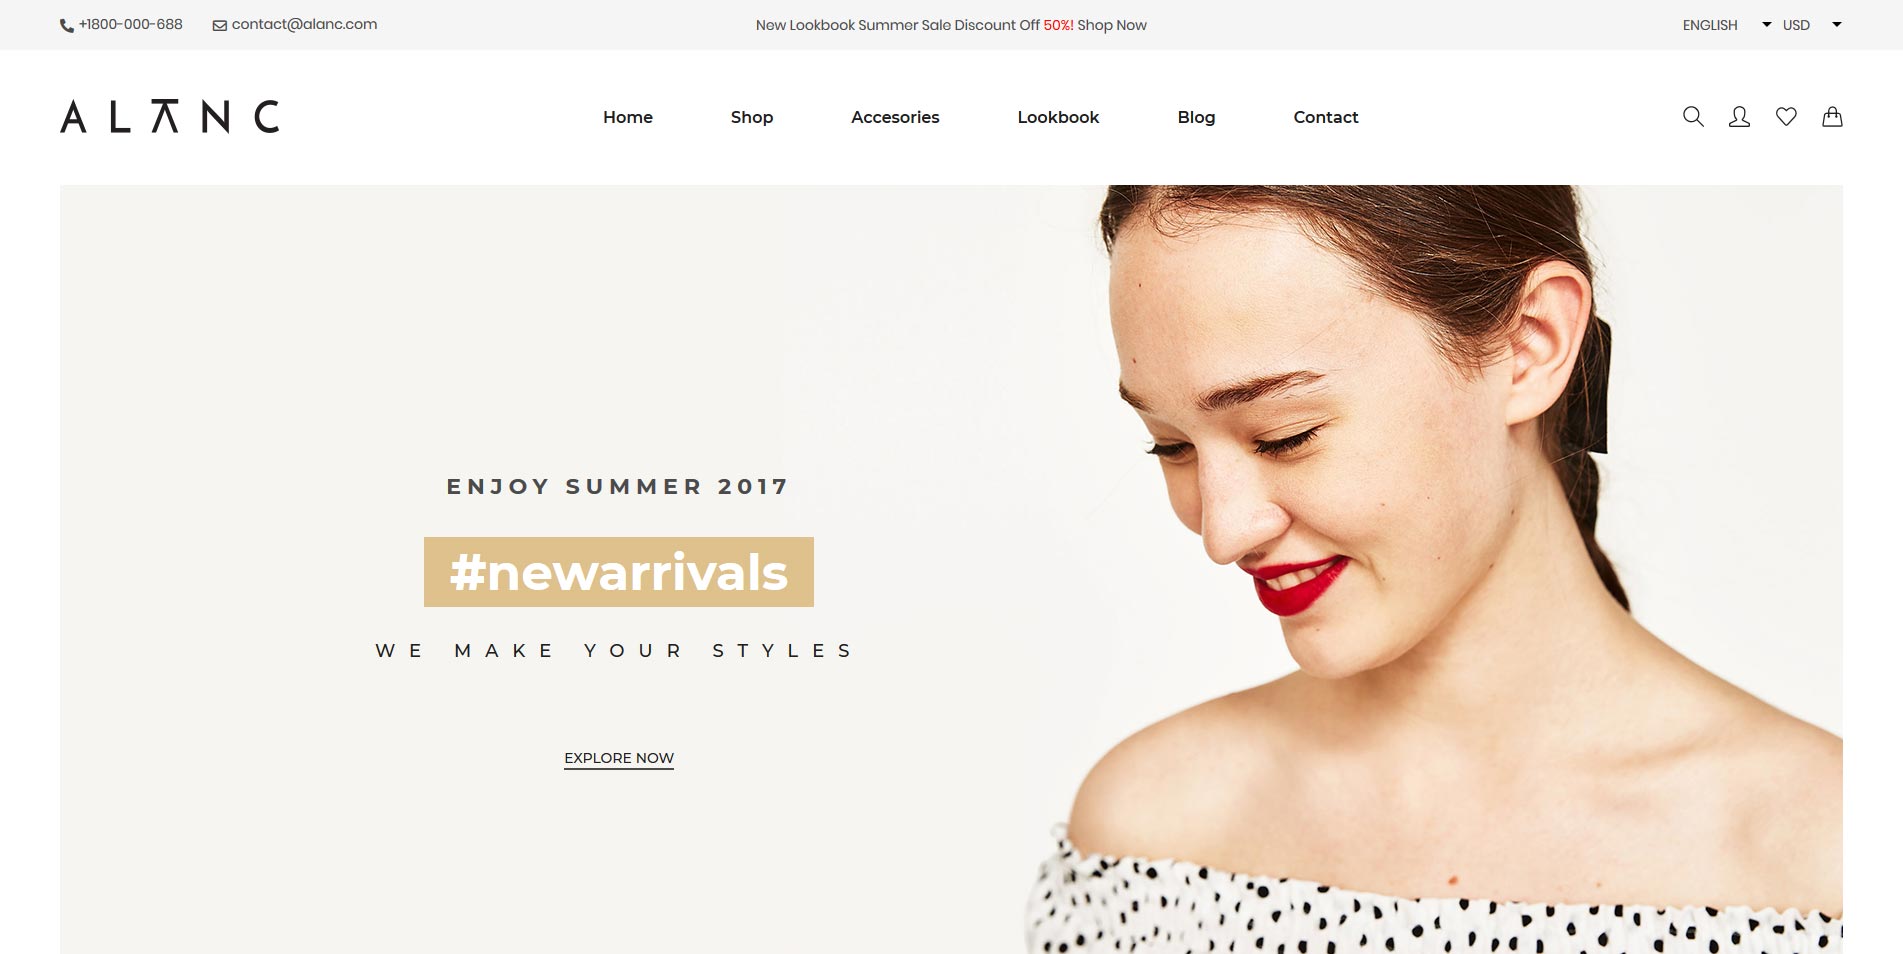 +1800-000-688
contact@alanc.com
New Lookbook Summer Sale Discount Off 50%! Shop Now
ENGLISH
USD
ALANC
Home
Shop
Accesories
Lookbook
Blog
Contact
ENJOY SUMMER 2017
#newarrivals
WE MAKE YOUR STYLES
EXPLORE NOW